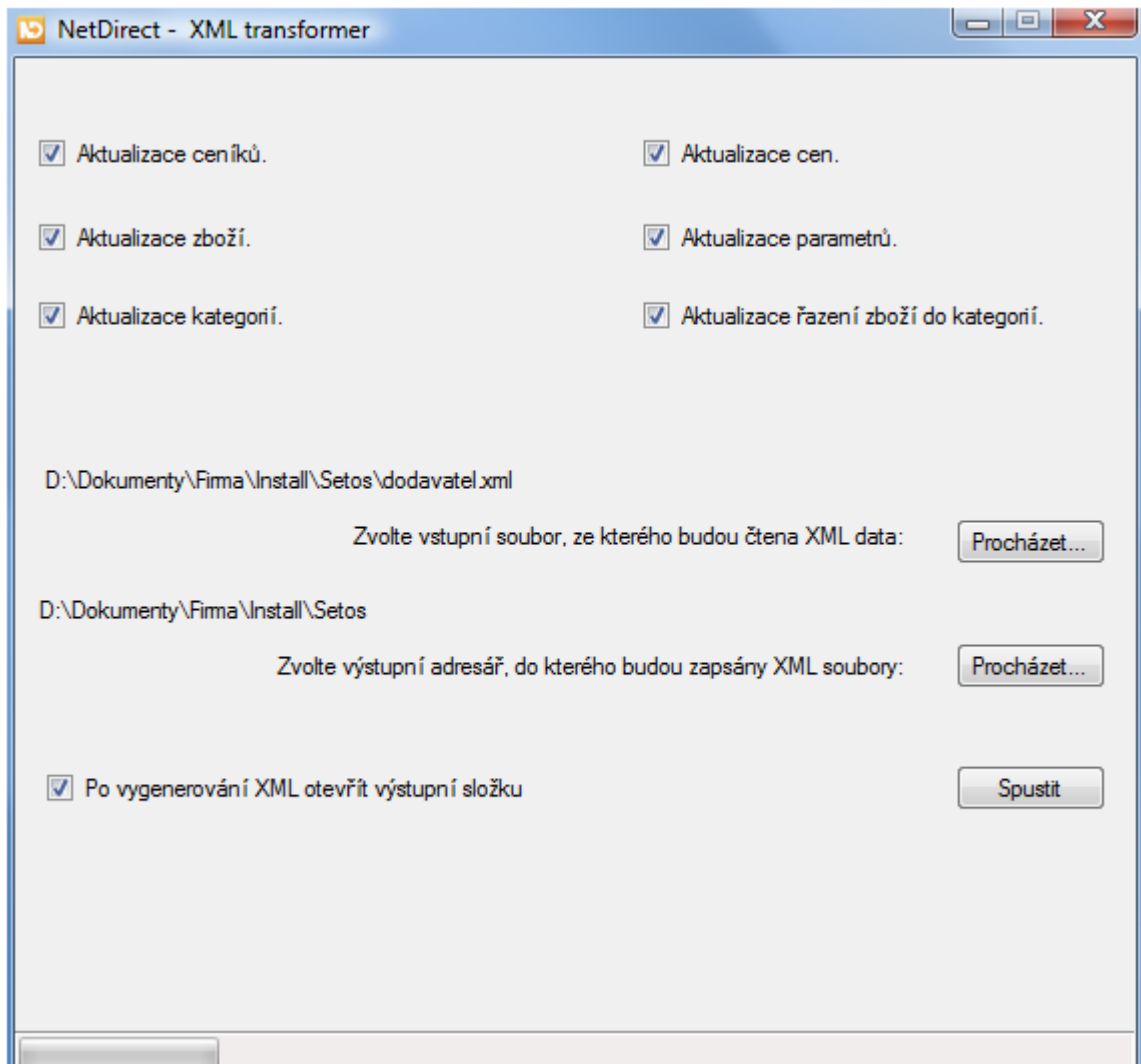 NetDirect - XML transformer
Aktualizace ceníků. Aktualizace cen.
Aktualizace zboží. Aktualizace parametrů.
Aktualizace kategorií. Aktualizace řazení zboží do kategorií.
D:\Dokumenty\Firma\Install\Setos\dodavatel.xml
Zvolte vstupní soubor, ze kterého budou čtena XML data: Procházet...
D:\Dokumenty\Firma\Install\Setos
Zvolte výstupní adresář, do kterého budou zapsány XML soubory: Procházet...
Po vygenerování XML otevřít výstupní složku Spustit